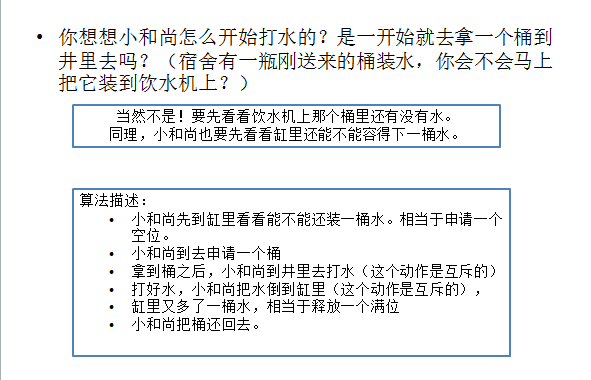 • 你想想小和尚怎么开始打水的？是一开始就去拿一个桶到
井里去吗？（宿舍有一瓶刚送来的桶装水，你会不会马上
把它装到饮水机上？）
当然不是！要先看看饮水机上那个桶里还有没有水。
同理，小和尚也要先看看缸里还能不能容得下一桶水。
算法描述：
• 小和尚先到缸里看看能不能还装一桶水。相当于申请一个
空位。
• 小和尚到去申请一个桶
• 拿到桶之后，小和尚到井里去打水（这个动作是互斥的）
• 打好水，小和尚把水倒到缸里（这个动作是互斥的），
• 缸里又多了一桶水，相当于释放一个满位
• 小和尚把桶还回去。